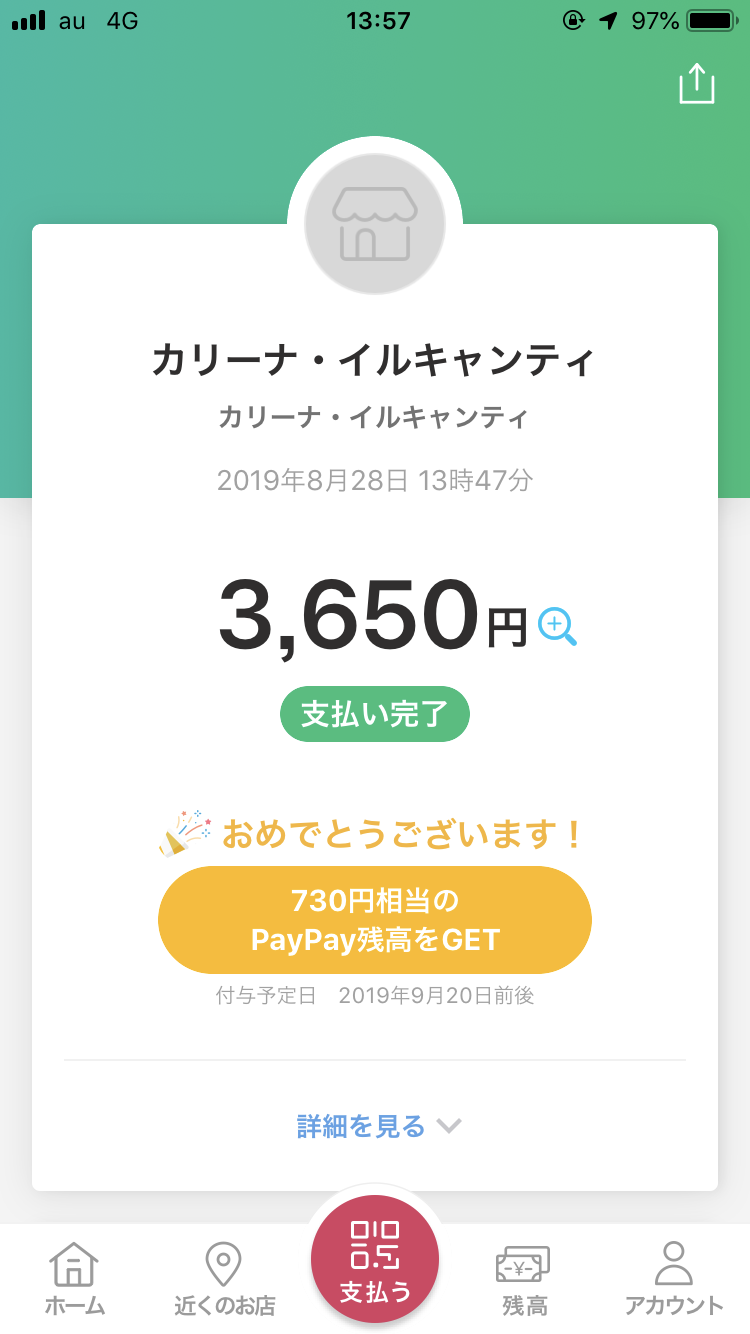 au 4G 13:57 97%
カリーナ・イルキャンティ
カリーナ・イルキャンティ
2019年8月28日 13時47分
3,650円
支払い完了
おめでとうございます！
730円相当の
PayPay残高をGET
付与予定日　2019年9月20日前後
詳細を見る
ホーム 近くのお店 支払う 残高 アカウント